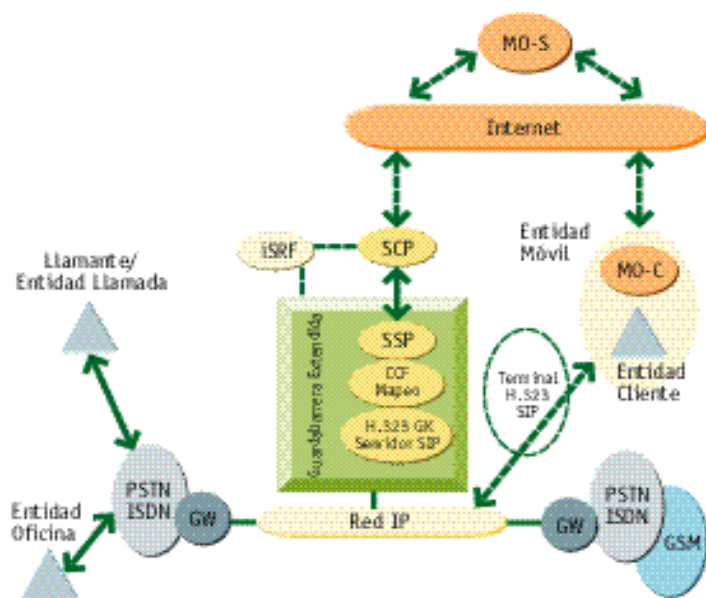 MO-S
Internet
iSRF
SCP
Entidad
Móvil
MO-C
Llamante/
Entidad Llamada
Guardabarrera Extendida
SSP
CCF
Mapeo
H.323 GK
Servidor SIP
Terminal
H.323
SIP
Entidad
Cliente
PSTN
ISDN
GW
Red IP
GW
PSTN
ISDN
GSM
Entidad
Oficina